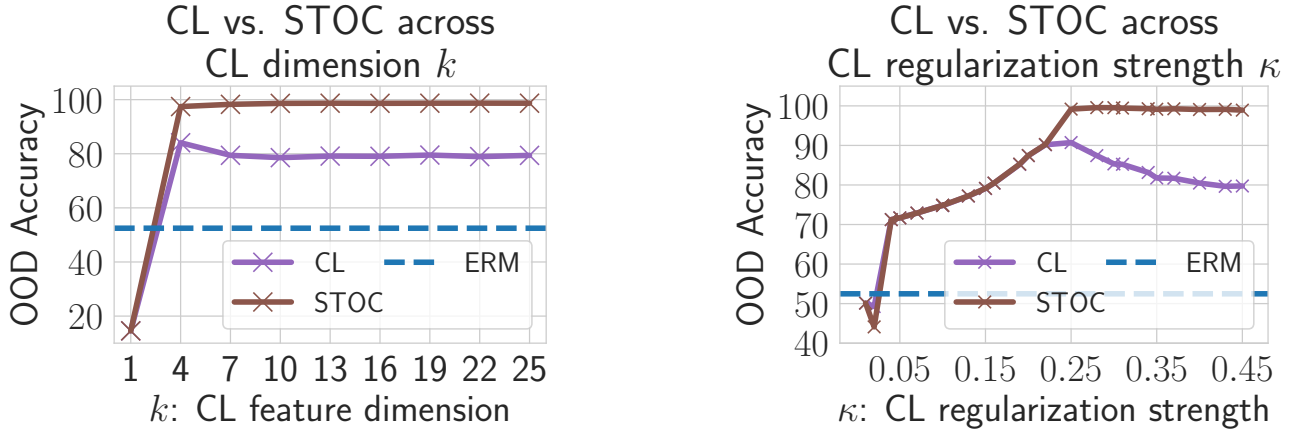 CL vs. STOC across
CL dimension k
OOD Accuracy
100
80
60
40
20
CL
ERM
STOC
1 4 7 10 13 16 19 22 25
k: CL feature dimension
CL vs. STOC across
CL regularization strength κ
OOD Accuracy
100
90
80
70
60
50
40
CL
ERM
STOC
0.05 0.15 0.25 0.35 0.45
κ: CL regularization strength